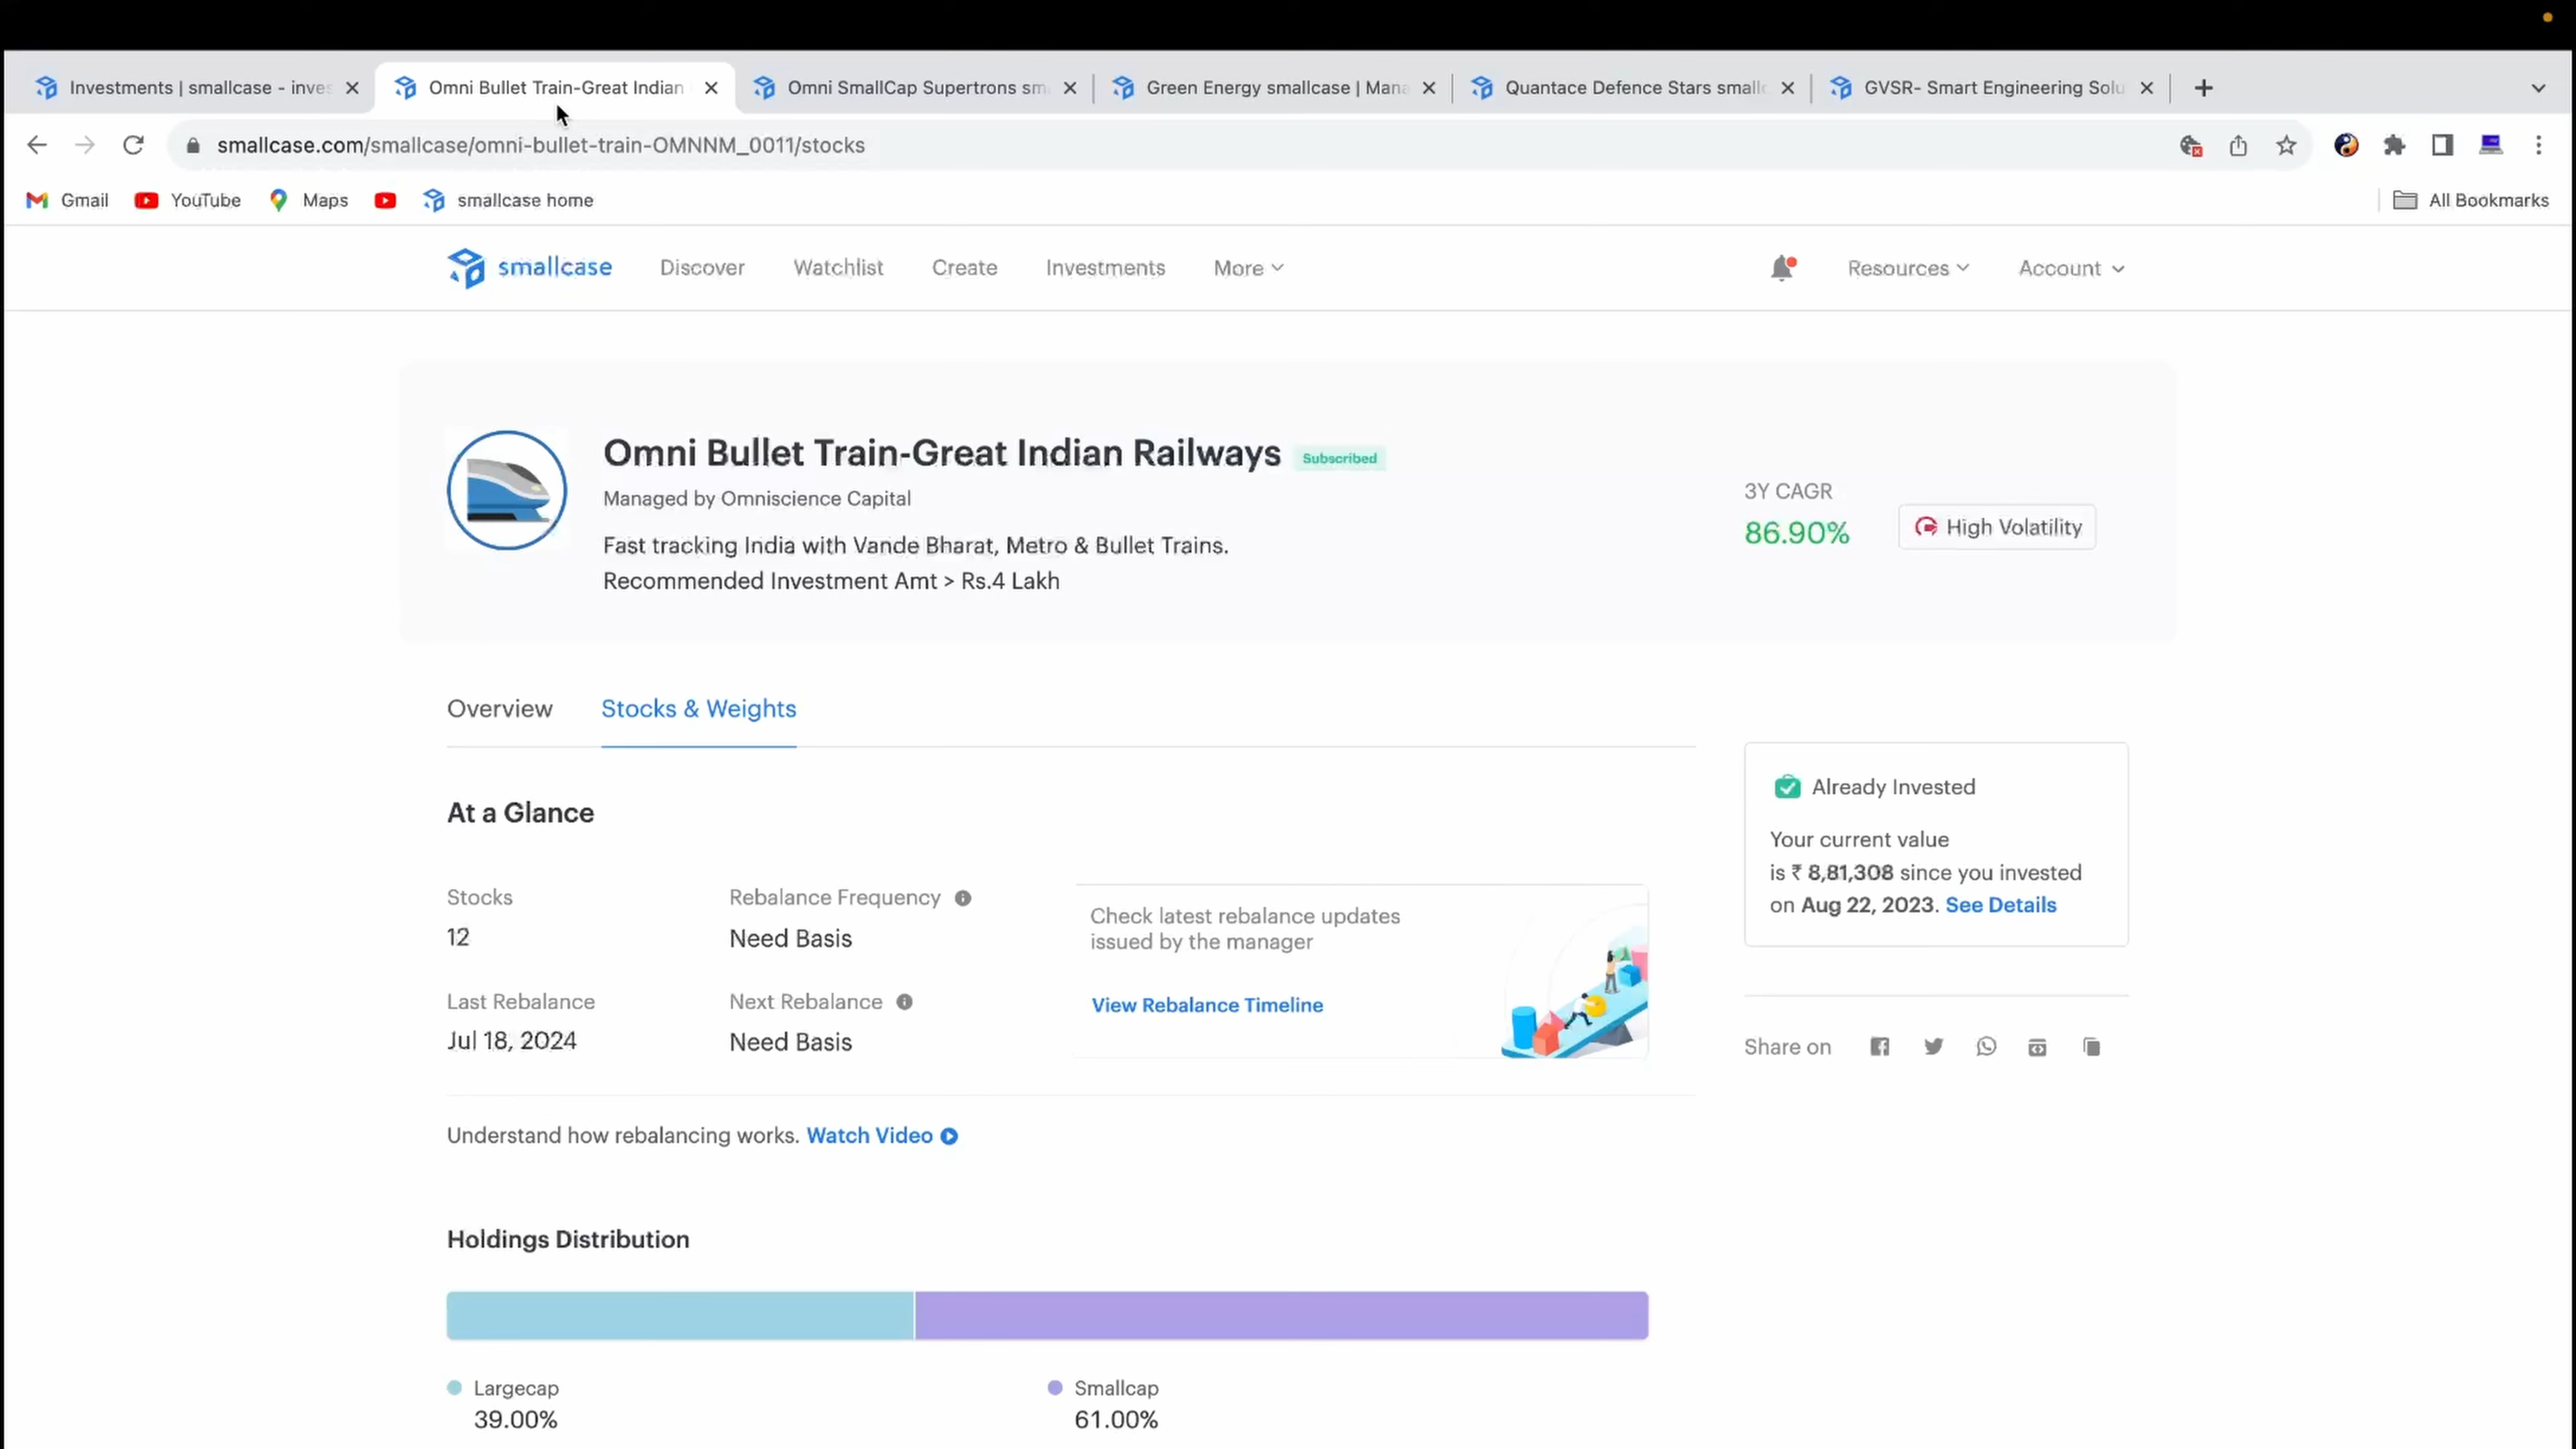 Investments | smallcase - inves
Omni Bullet Train-Great Indian
Omni SmallCap Supertrons sm
Green Energy smallcase | Mana
Quantace Defence Stars smallc
GVSR- Smart Engineering Solu
smallcase.com/smallcase/omni-bullet-train-OMNNM_0011/stocks
Gmail
YouTube
Maps
smallcase home
All Bookmarks
smallcase
Discover
Watchlist
Create
Investments
More
Resources
Account
Omni Bullet Train-Great Indian Railways
Subscribed
Managed by Omniscience Capital
Fast tracking India with Vande Bharat, Metro & Bullet Trains.
Recommended Investment Amt > Rs.4 Lakh
3Y CAGR
86.90%
High Volatility
Overview
Stocks & Weights
At a Glance
Stocks
12
Rebalance Frequency
Need Basis
Last Rebalance
Jul 18, 2024
Next Rebalance
Need Basis
Check latest rebalance updates
issued by the manager
View Rebalance Timeline
Already Invested
Your current value
is ₹ 8,81,308 since you invested
on Aug 22, 2023. See Details
Share on
Understand how rebalancing works. Watch Video
Holdings Distribution
Largecap
39.00%
Smallcap
61.00%